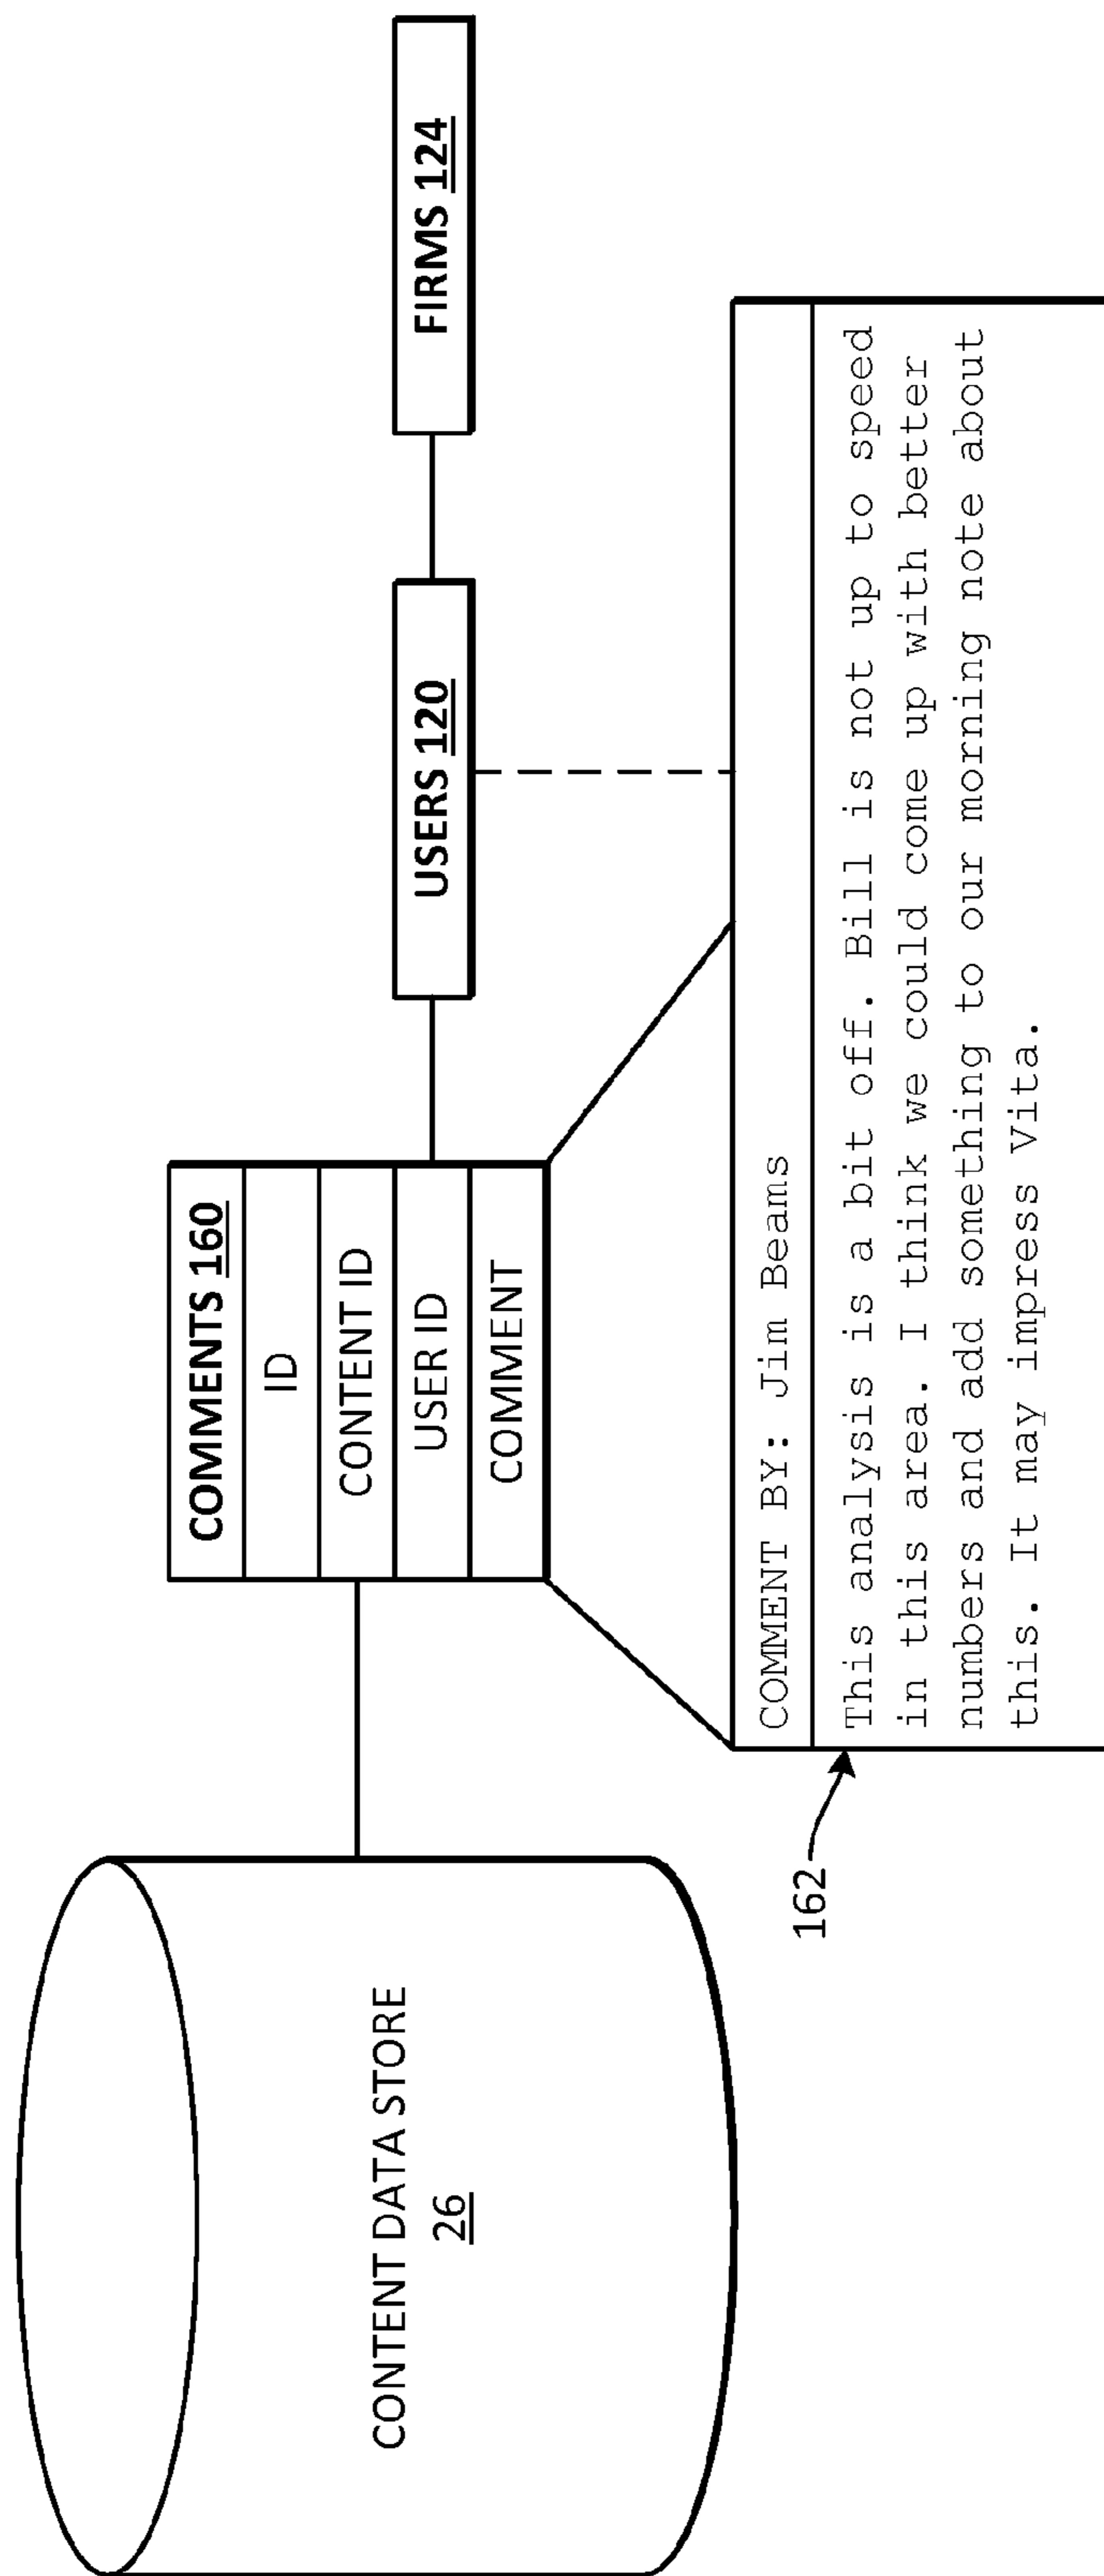 CONTENT DATA STORE
26
COMMENTS 160
ID
CONTENT ID
USER ID
COMMENT
USERS 120
FIRMS 124
162
COMMENT BY: Jim Beams
This analysis is a bit off. Bill is not up to speed
in this area. I think we could come up with better
numbers and add something to our morning note about
this. It may impress Vita.